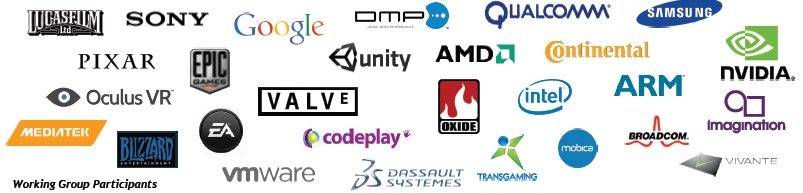 LUCASFILM
Ltd
SONY
Google
DMP
QUALCOMM®
SAMSUNG
PIXAR
EPIC
GAMES
unity
AMD
Continental
NVIDIA®
Oculus VR™
VALVE
OXIDE
intel
ARM®
imagination
MEDIATEK
BLIZZARD
ENTERTAINMENT
EA
codeplay
TRANSGAMING
mobica
BROADCOM.
VIVANTE
vmware
DASSAULT
SYSTEMES
Working Group Participants